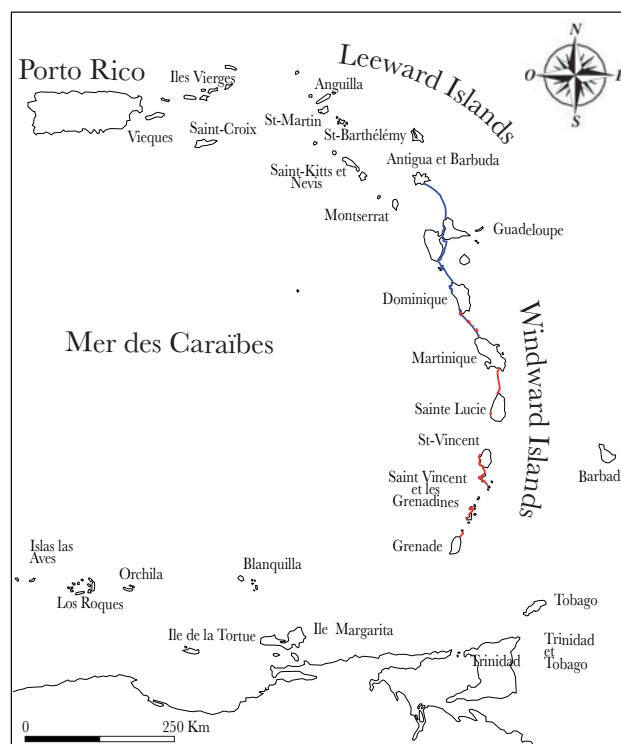 N
O
E
S
Leeward Islands
Porto Rico
Iles Vierges
Anguilla
Vieques
Saint-Croix
St-Martin
St-Barthélémy
Antigua et Barbuda
Saint-Kitts et
Nevis
Montserrat
Guadeloupe
Dominique
Mer des Caraïbes
Windward Islands
Martinique
Sainte Lucie
St-Vincent
Saint Vincent
et les
Grenadines
Barbad
Grenade
Islas las
Aves
Los Roques
Orchila
Blanquilla
Tobago
Ile de la Tortue
Ile Margarita
Trinidad
Trinidad
et
Tobago
0
250 Km